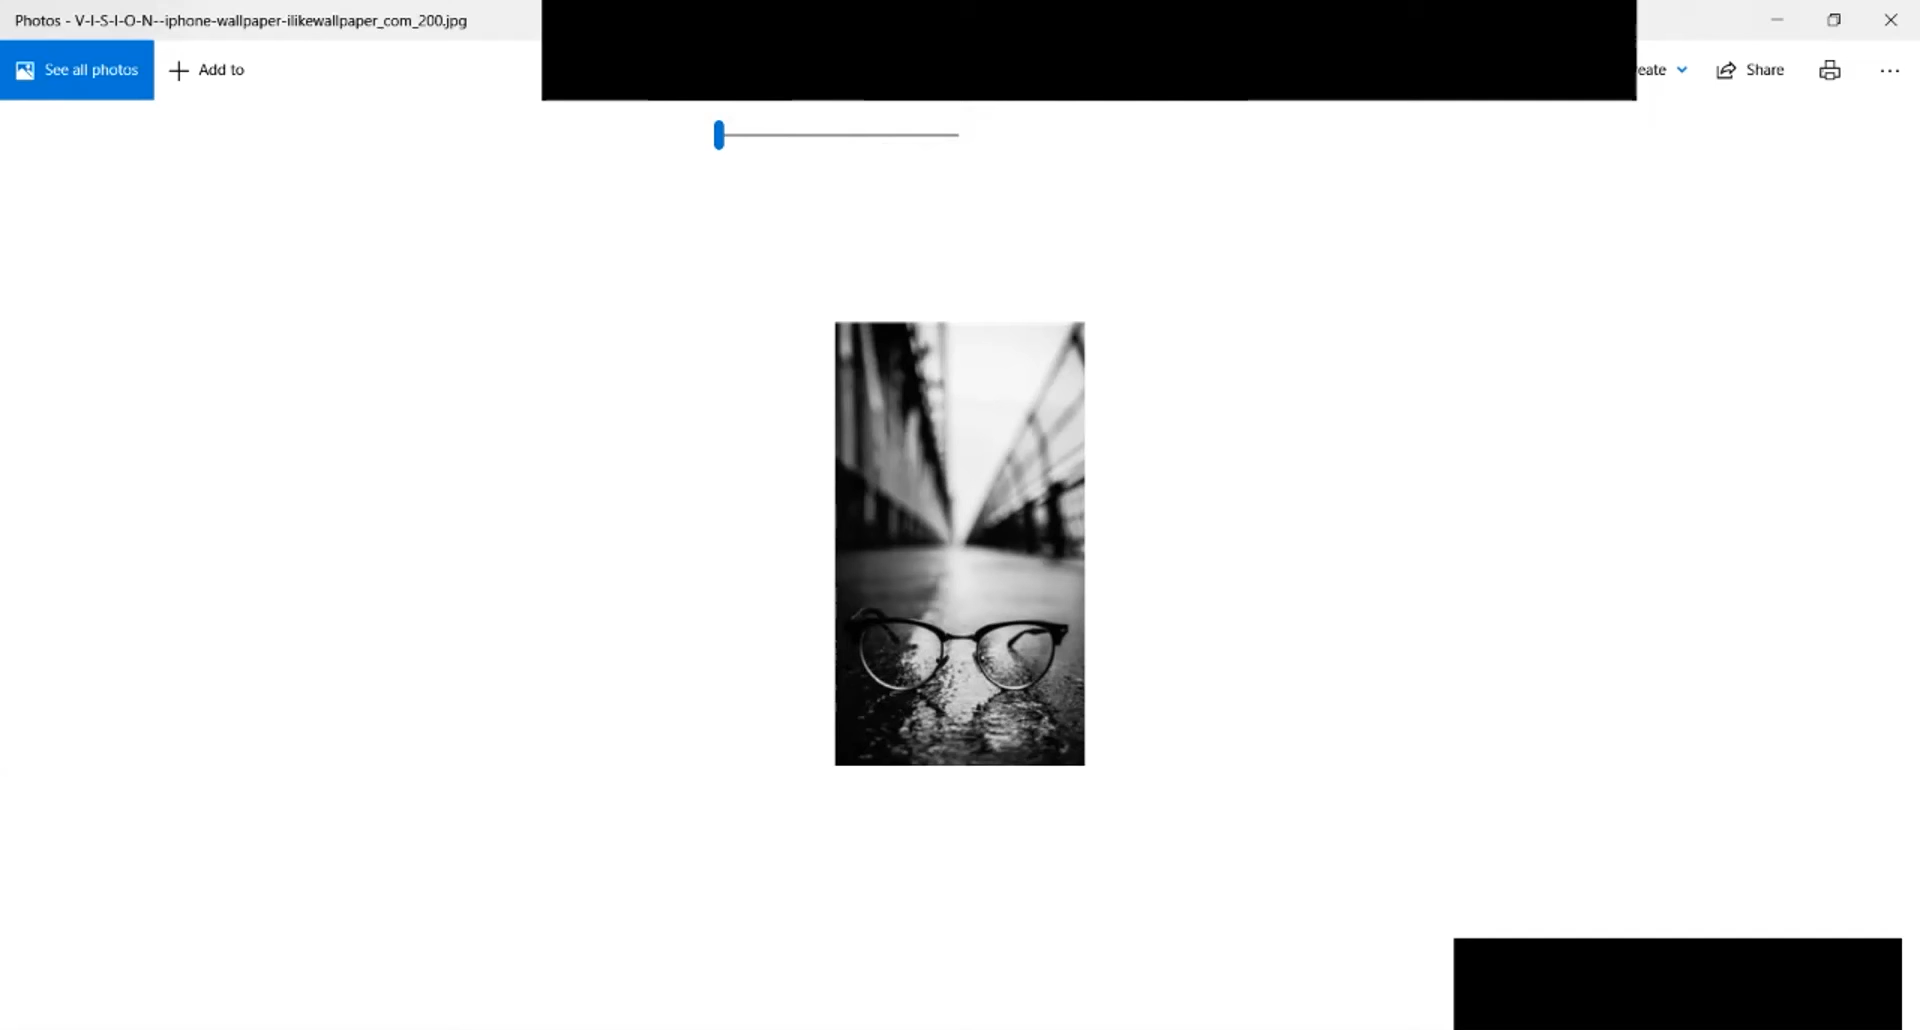 Photos - V-I-S-I-O-N--iphone-wallpaper-ilikewallpaper_com_200.jpg
See all photos
Add to
eate
Share